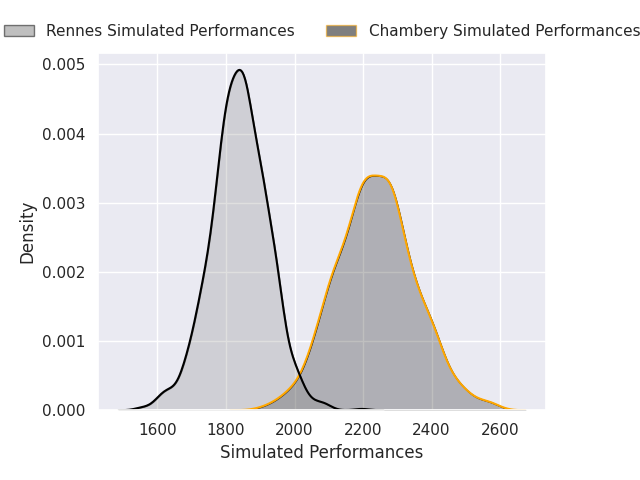 Rennes Simulated Performances Chambery Simulated Performances
0.005
0.004
0.003
0.002
0.001
0.000
Density
1600 1800 2000 2200 2400 2600
Simulated Performances